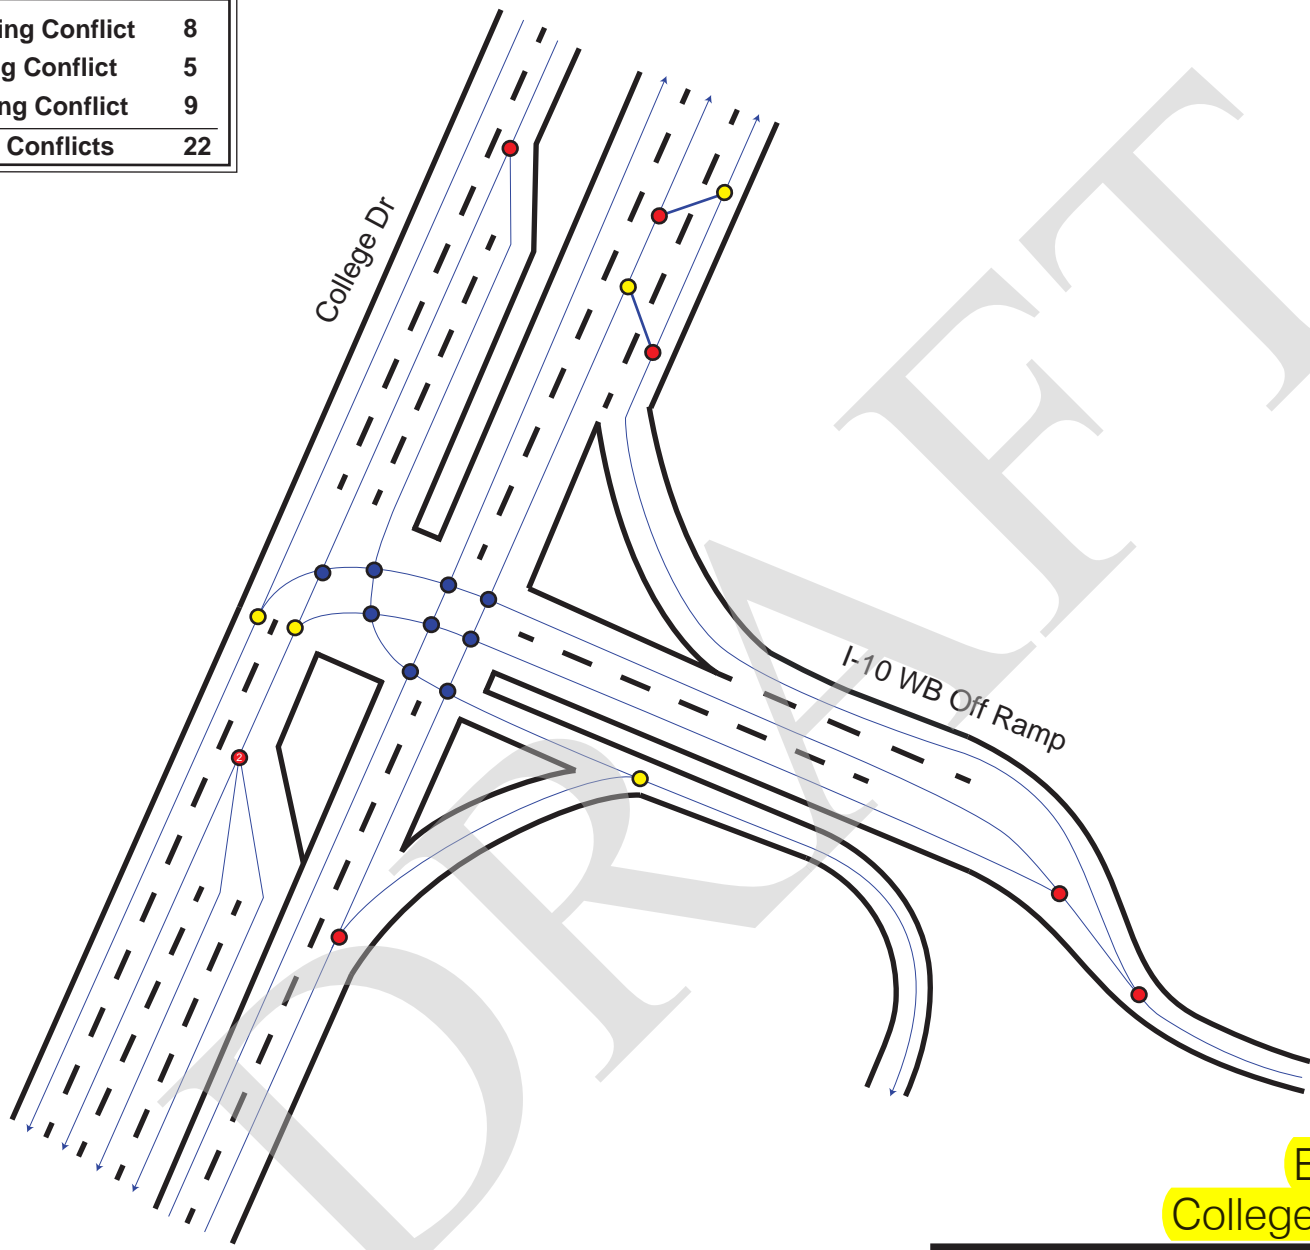 ing Conflict 8
g Conflict 5
ng Conflict 9
Conflicts 22
College Dr
2
I-10 WB Off Ramp
DRAFT
E
College